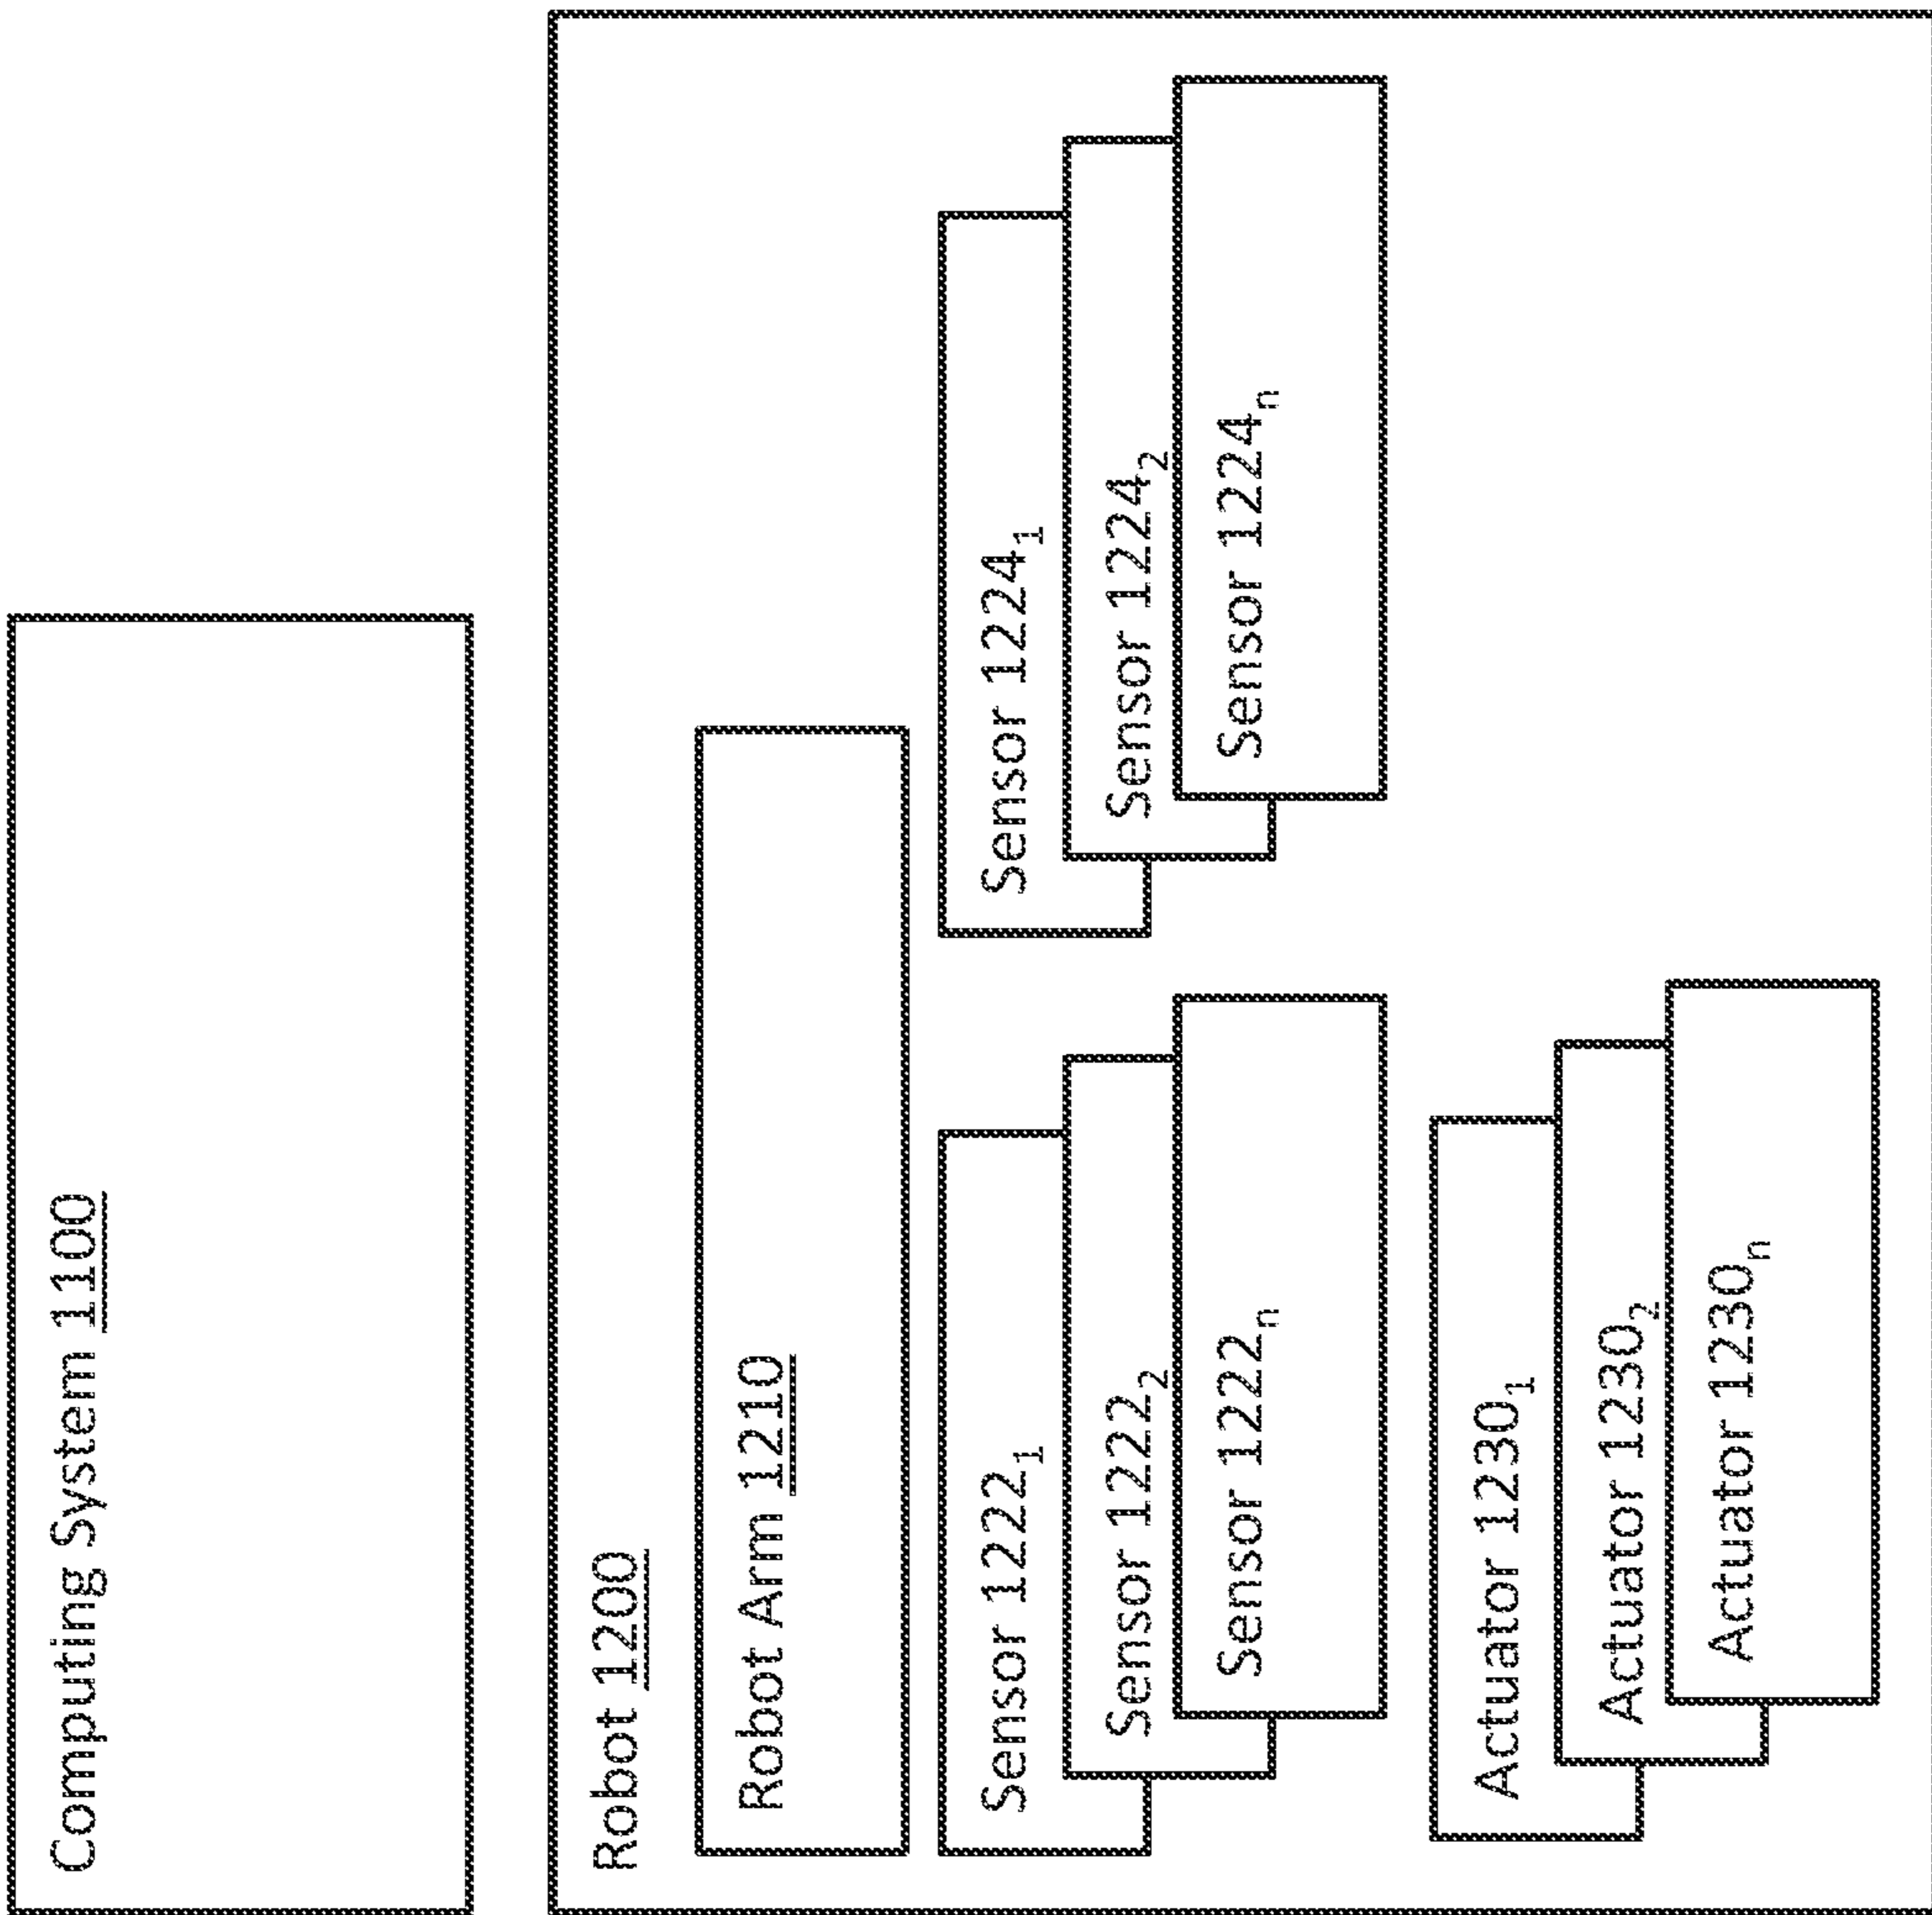 Computing System 1100
Robot 1200
Robot Arm 1210
Sensor 1222₁
Sensor 1222₂
Sensor 1222ₙ
Sensor 1224₁
Sensor 1224₂
Sensor 1224ₙ
Actuator 1230₁
Actuator 1230₂
Actuator 1230ₙ